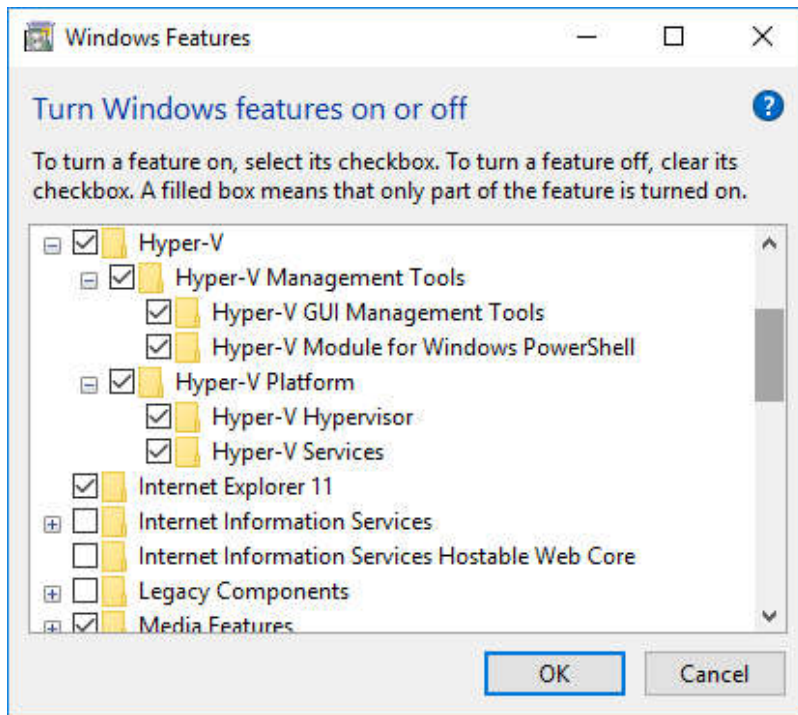 Windows Features
Turn Windows features on or off
?
To turn a feature on, select its checkbox. To turn a feature off, clear its
checkbox. A filled box means that only part of the feature is turned on.
Hyper-V
Hyper-V Management Tools
Hyper-V GUI Management Tools
Hyper-V Module for Windows PowerShell
Hyper-V Platform
Hyper-V Hypervisor
Hyper-V Services
Internet Explorer 11
Internet Information Services
Internet Information Services Hostable Web Core
Legacy Components
Media Features
OK Cancel